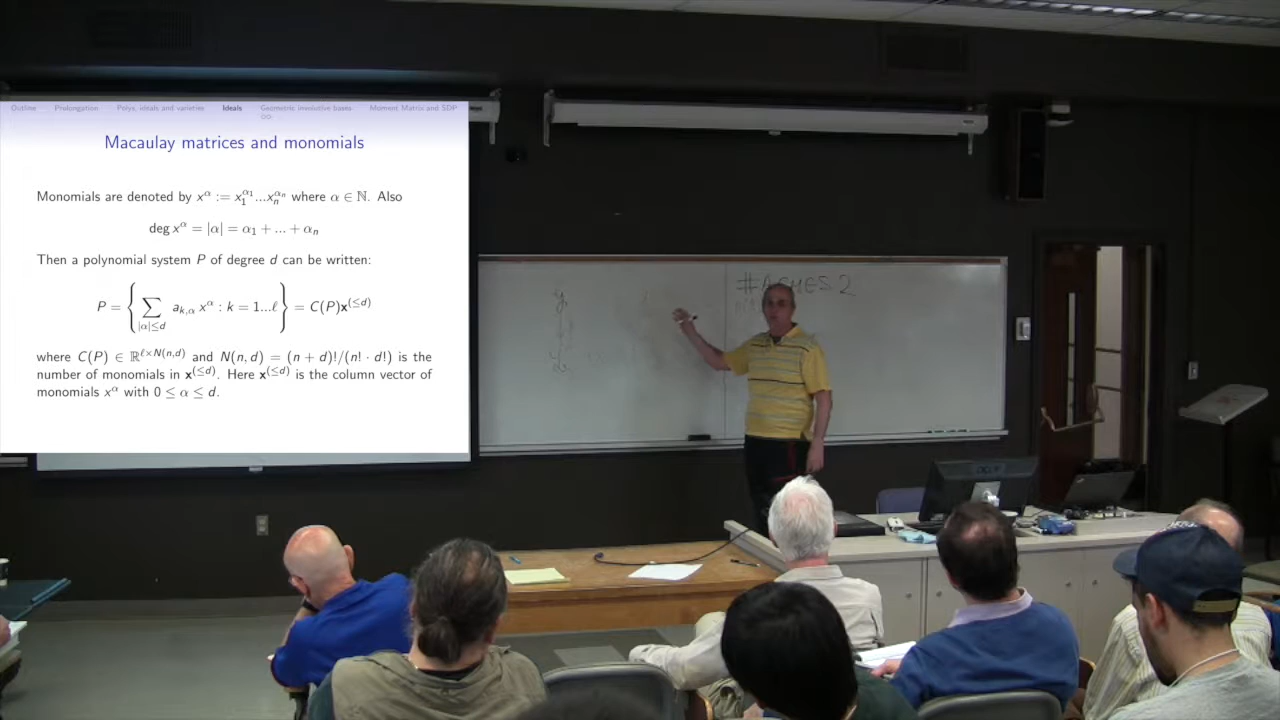 Outline Prolongation Polys, ideals and varieties Ideals Geometric involutive bases Moment Matrix and SDP
Macaulay matrices and monomials
Monomials are denoted by x^α := x_1^{α_1}...x_n^{α_n} where α ∈ ℕ. Also
deg x^α = |α| = α_1 + ... + α_n
Then a polynomial system P of degree d can be written:
P = { ∑_{|α|≤d} a_{k,α} x^α : k = 1...ℓ } = C(P)x^{(≤d)}
where C(P) ∈ ℝ^{ℓ×N(n,d)} and N(n, d) = (n + d)!/(n! · d!) is the
number of monomials in x^{(≤d)}. Here x^{(≤d)} is the column vector of
monomials x^α with 0 ≤ α ≤ d.